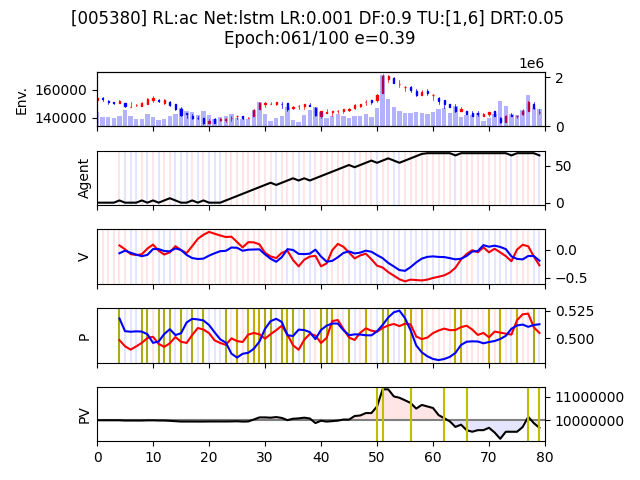 [005380] RL:ac Net:lstm LR:0.001 DF:0.9 TU:[1,6] DRT:0.05
Epoch:061/100 e=0.39
1e6
Env.
160000
140000
2
0
Agent
50
0
V
0.0
−0.5
P
0.525
0.500
PV
11000000
10000000
0 10 20 30 40 50 60 70 80